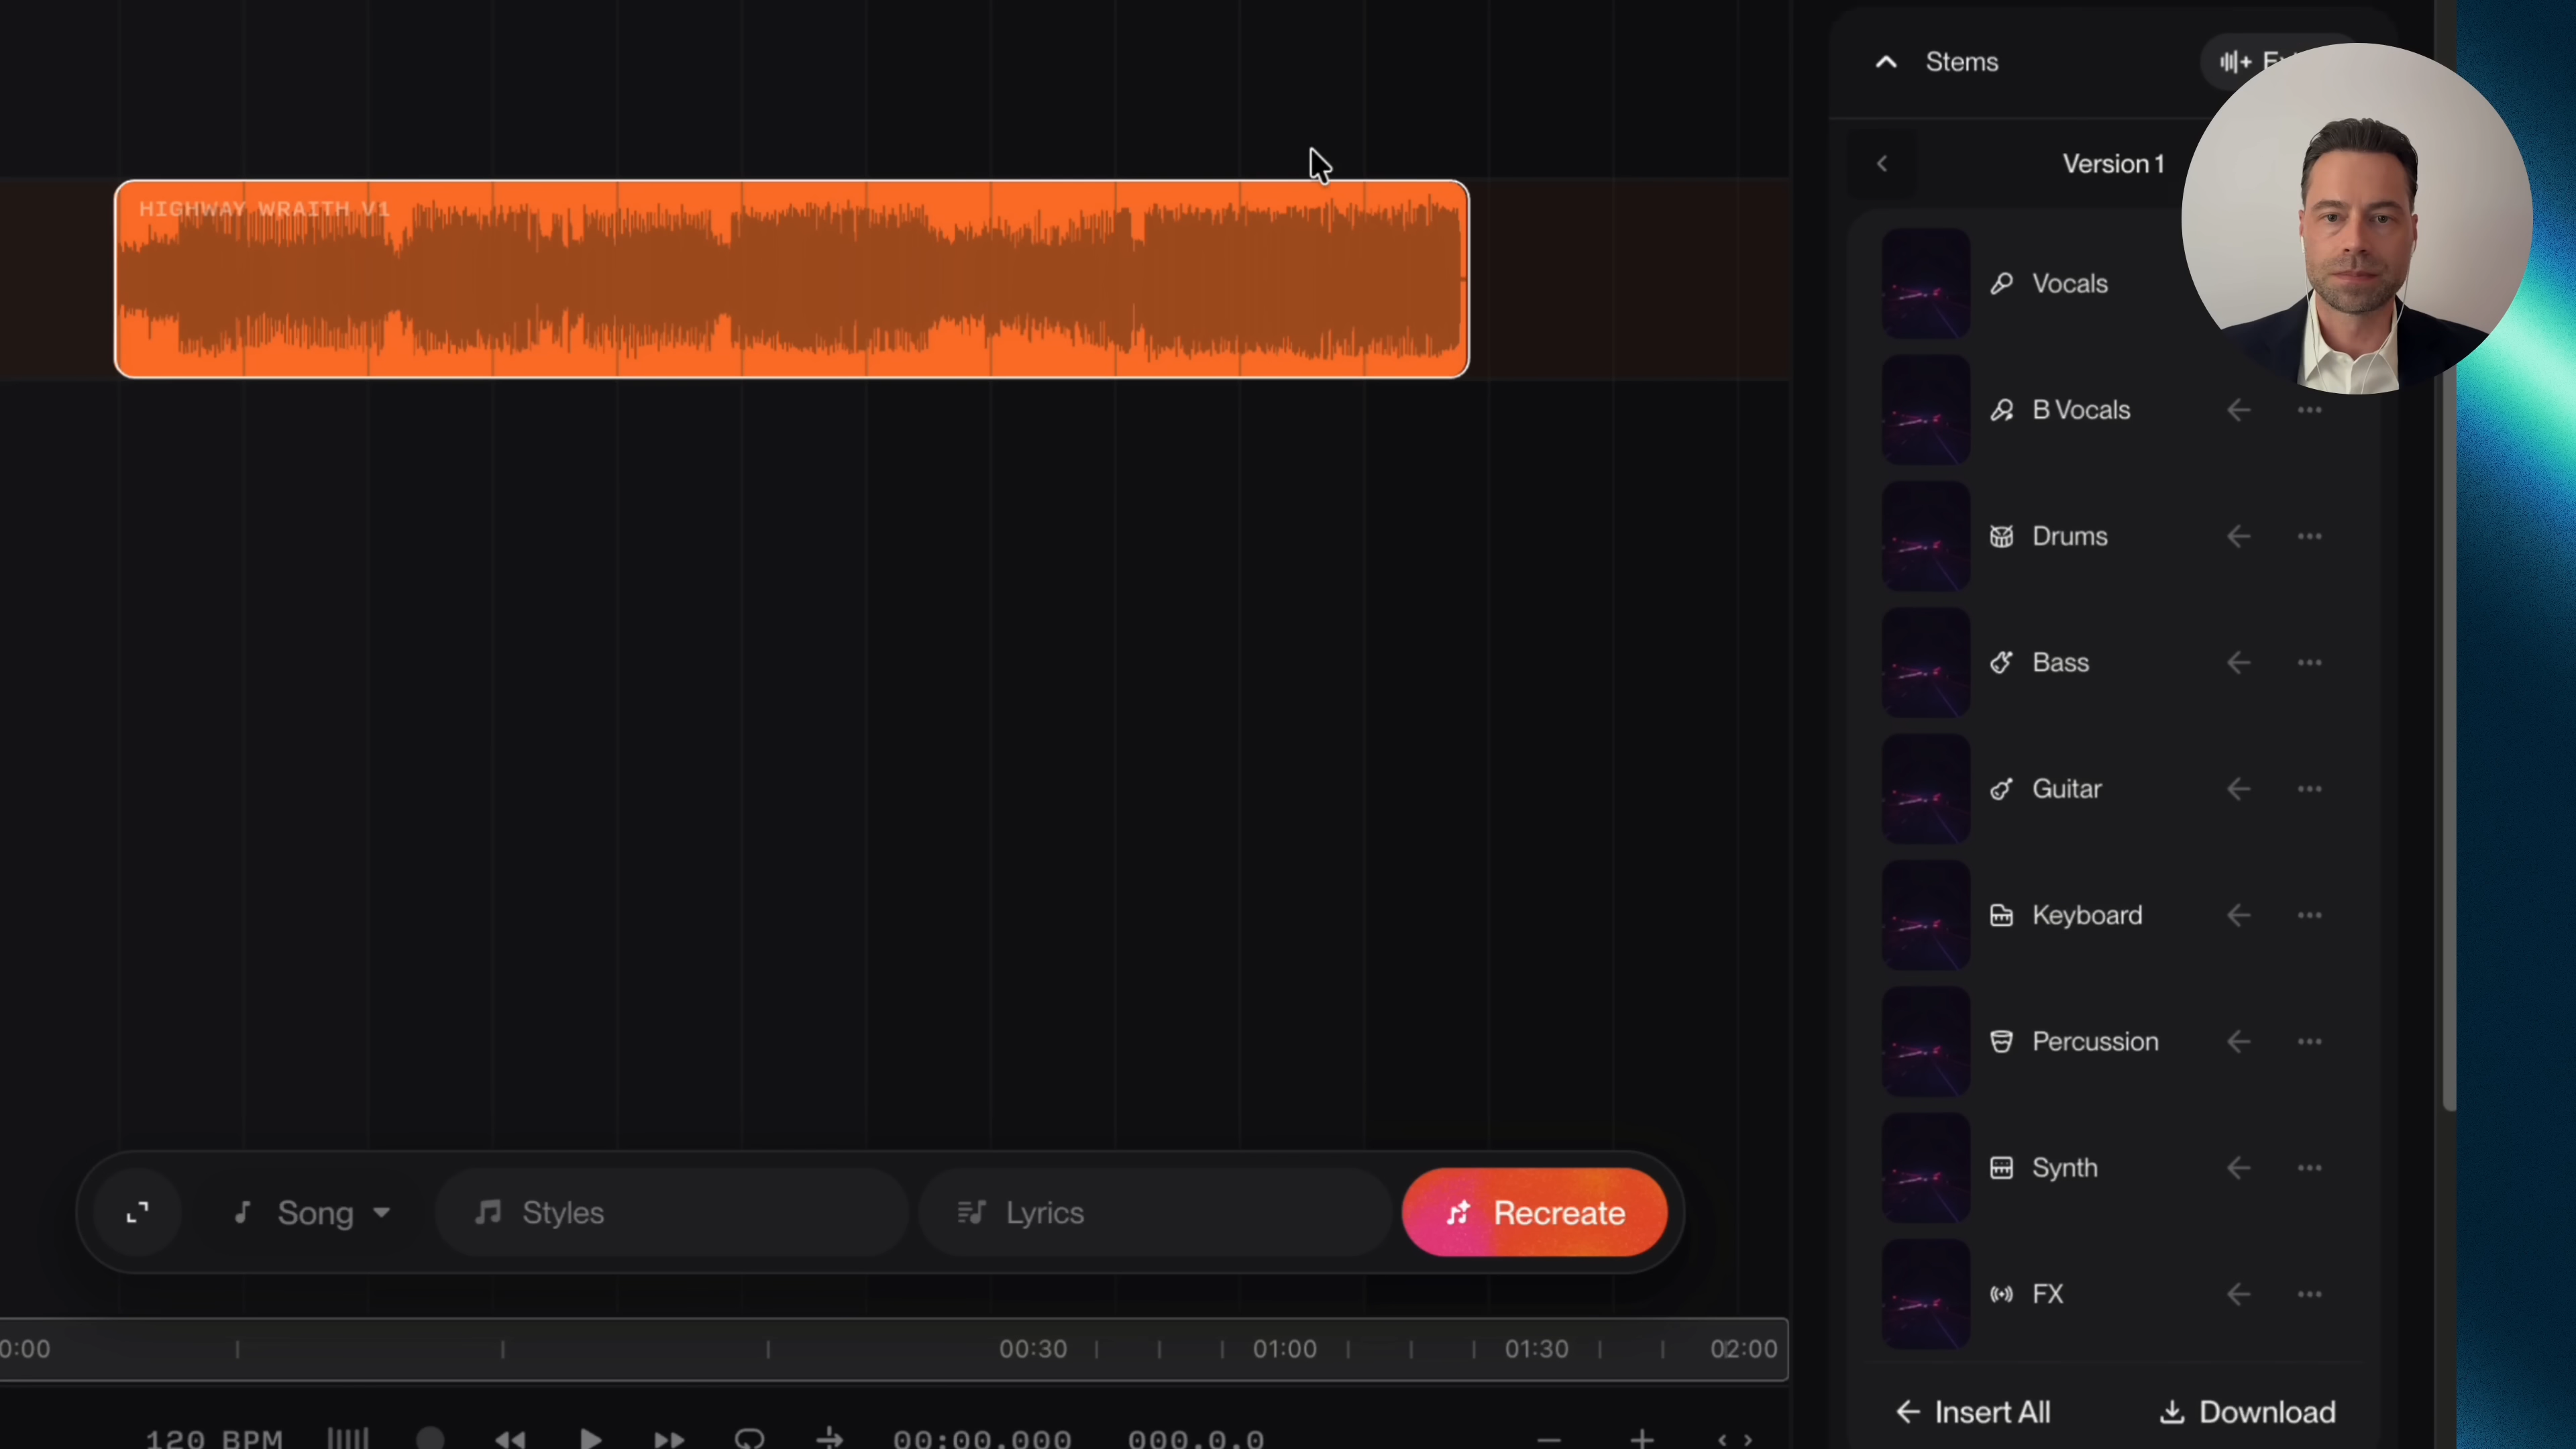 Stems
Version 1
HIGHWAY WRAITH V1
Vocals
B Vocals
Drums
Bass
Guitar
Keyboard
Percussion
Synth
FX
Insert All
Download
Song
Styles
Lyrics
Recreate
0:00 00:30 01:00 01:30 02:00
120 BPM 00:00.000 000.0.0